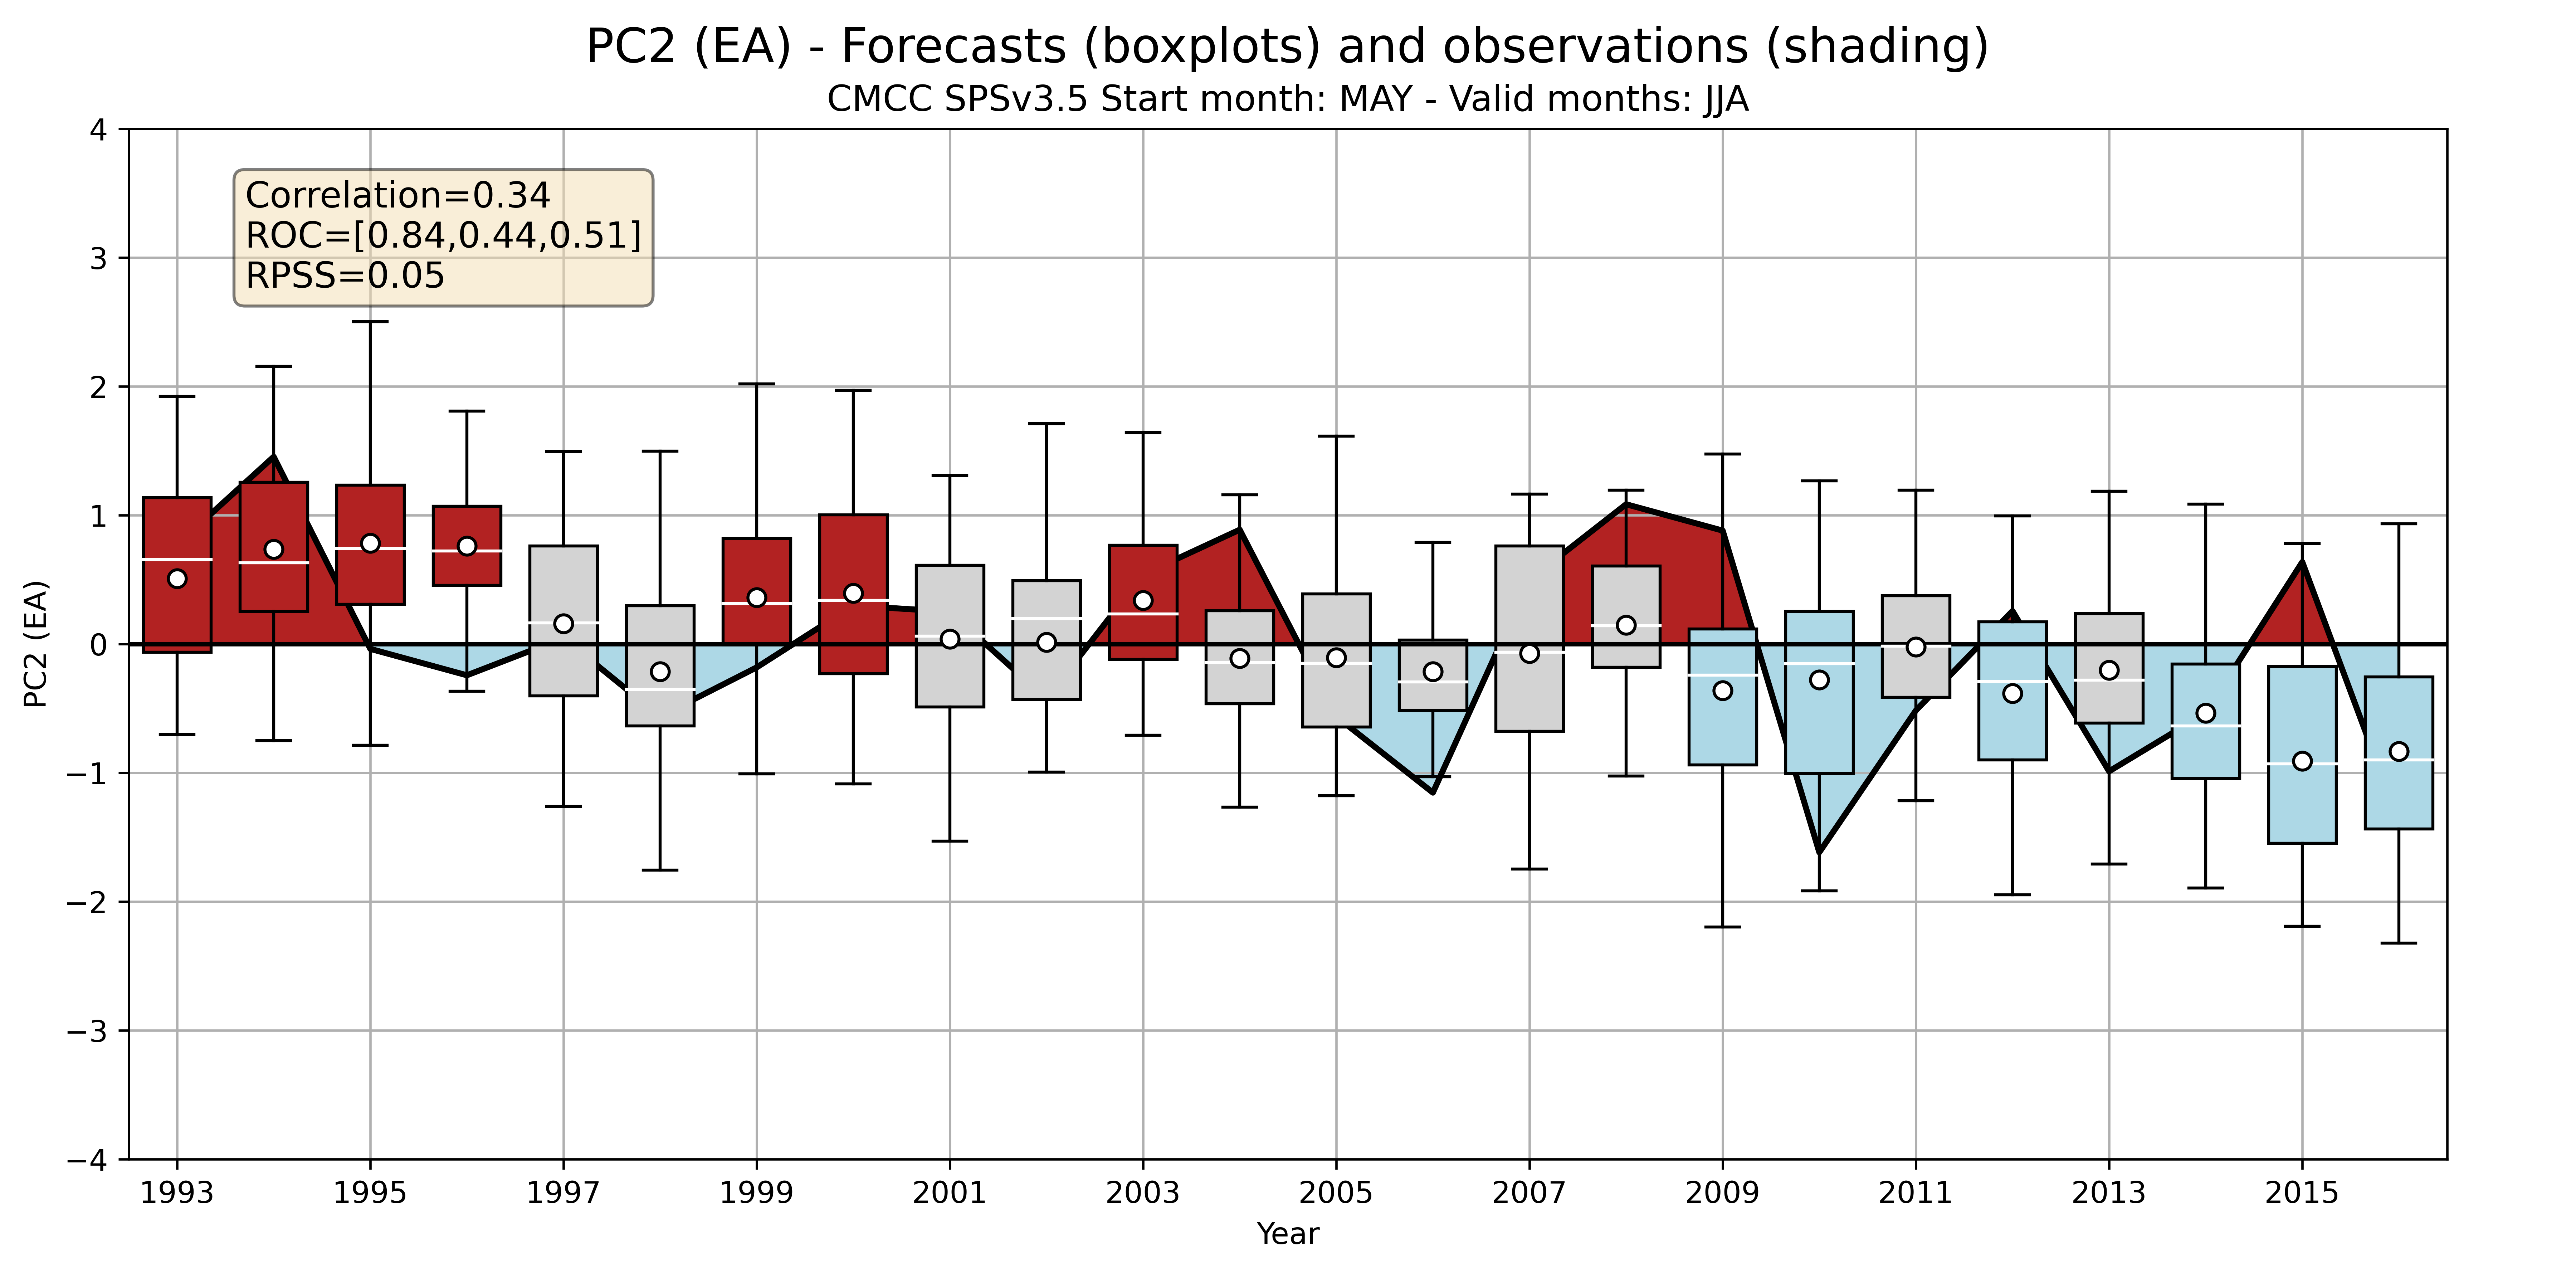 PC2 (EA) - Forecasts (boxplots) and observations (shading)
CMCC SPSv3.5 Start month: MAY - Valid months: JJA
Correlation=0.34
ROC=[0.84,0.44,0.51]
RPSS=0.05
4
3
2
1
0
−1
−2
−3
−4
PC2 (EA)
1993 1995 1997 1999 2001 2003 2005 2007 2009 2011 2013 2015
Year